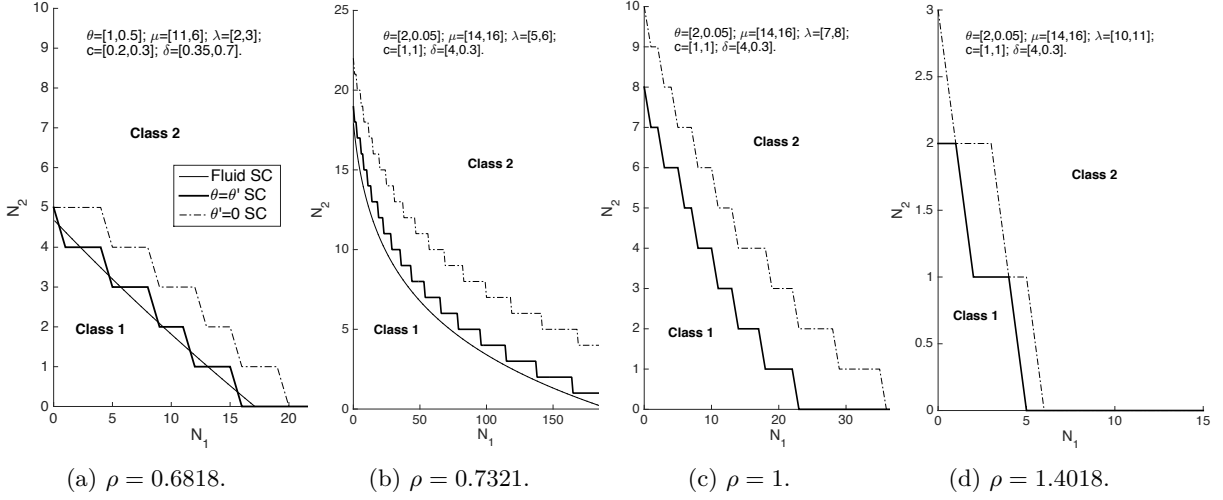 10
9
8
7
6
5
4
3
2
1
0
N₂
θ=[1,0.5]; μ=[11,6]; λ=[2,3];
c=[0.2,0.3]; δ=[0.35,0.7].
Class 2
Fluid SC
θ=θ' SC
θ'=0 SC
Class 1
0 5 10 15 20
N₁
(a) ρ = 0.6818.
25
20
15
10
5
0
N₂
θ=[2,0.05]; μ=[14,16]; λ=[5,6];
c=[1,1]; δ=[4,0.3].
Class 2
Class 1
0 50 100 150
N₁
(b) ρ = 0.7321.
10
9
8
7
6
5
4
3
2
1
0
N₂
θ=[2,0.05]; μ=[14,16]; λ=[7,8];
c=[1,1]; δ=[4,0.3].
Class 2
Class 1
0 10 20 30
N₁
(c) ρ = 1.
3
2
1
0
N₂
θ=[2,0.05]; μ=[14,16]; λ=[10,11];
c=[1,1]; δ=[4,0.3].
Class 2
Class 1
0 5 10 15
N₁
(d) ρ = 1.4018.